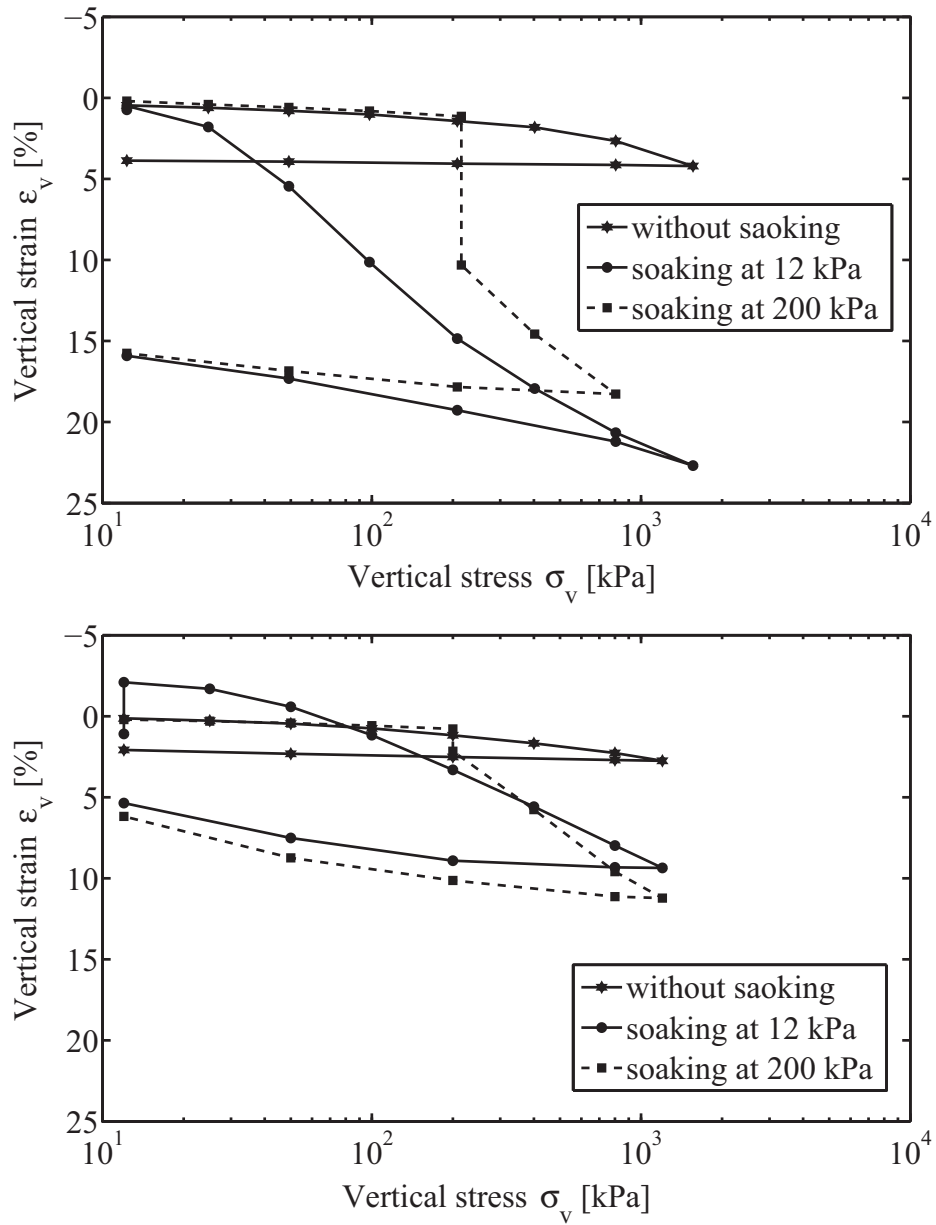 −5
0
5
10
15
20
25
Vertical strain ε_v [%]
without saoking
soaking at 12 kPa
soaking at 200 kPa
10^1
10^2
10^3
10^4
Vertical stress σ_v [kPa]
−5
0
5
10
15
20
25
Vertical strain ε_v [%]
without saoking
soaking at 12 kPa
soaking at 200 kPa
10^1
10^2
10^3
10^4
Vertical stress σ_v [kPa]